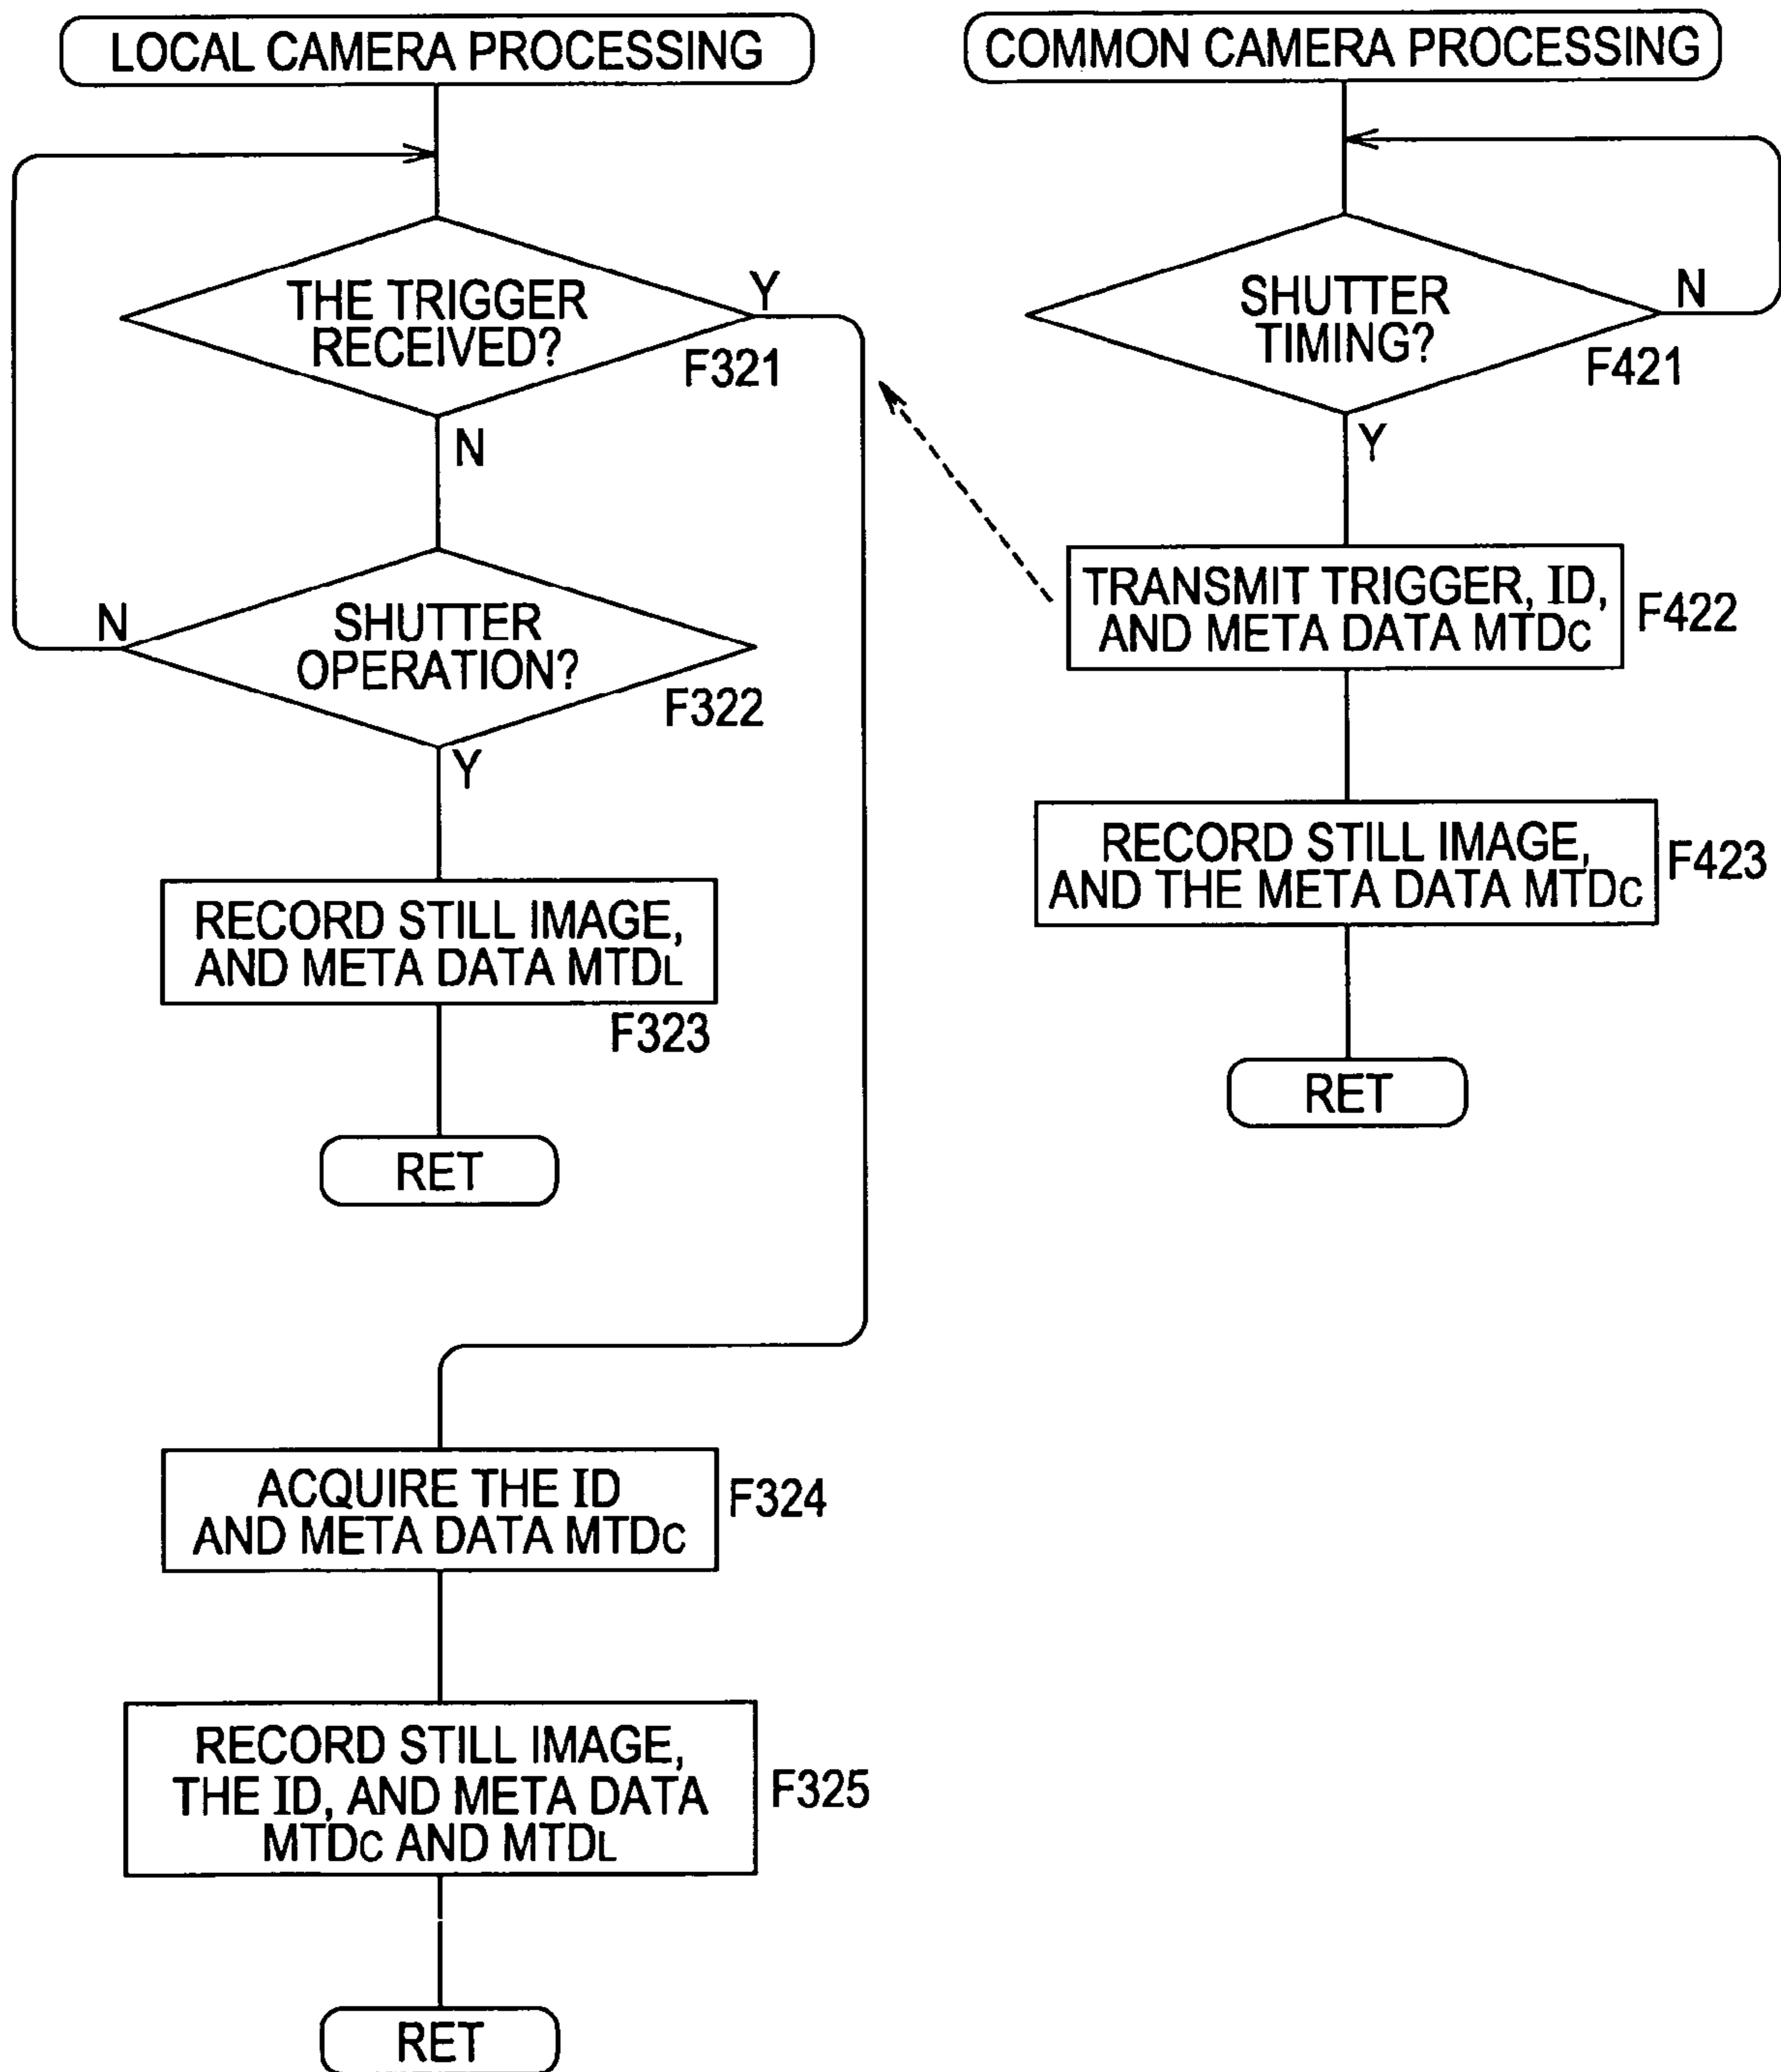 LOCAL CAMERA PROCESSING
THE TRIGGER
RECEIVED?
Y
F321
N
SHUTTER
OPERATION?
N
F322
Y
RECORD STILL IMAGE,
AND META DATA MTDL
F323
RET
ACQUIRE THE ID
AND META DATA MTDC
F324
RECORD STILL IMAGE,
THE ID, AND META DATA
MTDC AND MTDL
F325
RET
COMMON CAMERA PROCESSING
SHUTTER
TIMING?
N
F421
Y
TRANSMIT TRIGGER, ID,
AND META DATA MTDC
F422
RECORD STILL IMAGE,
AND THE META DATA MTDC
F423
RET